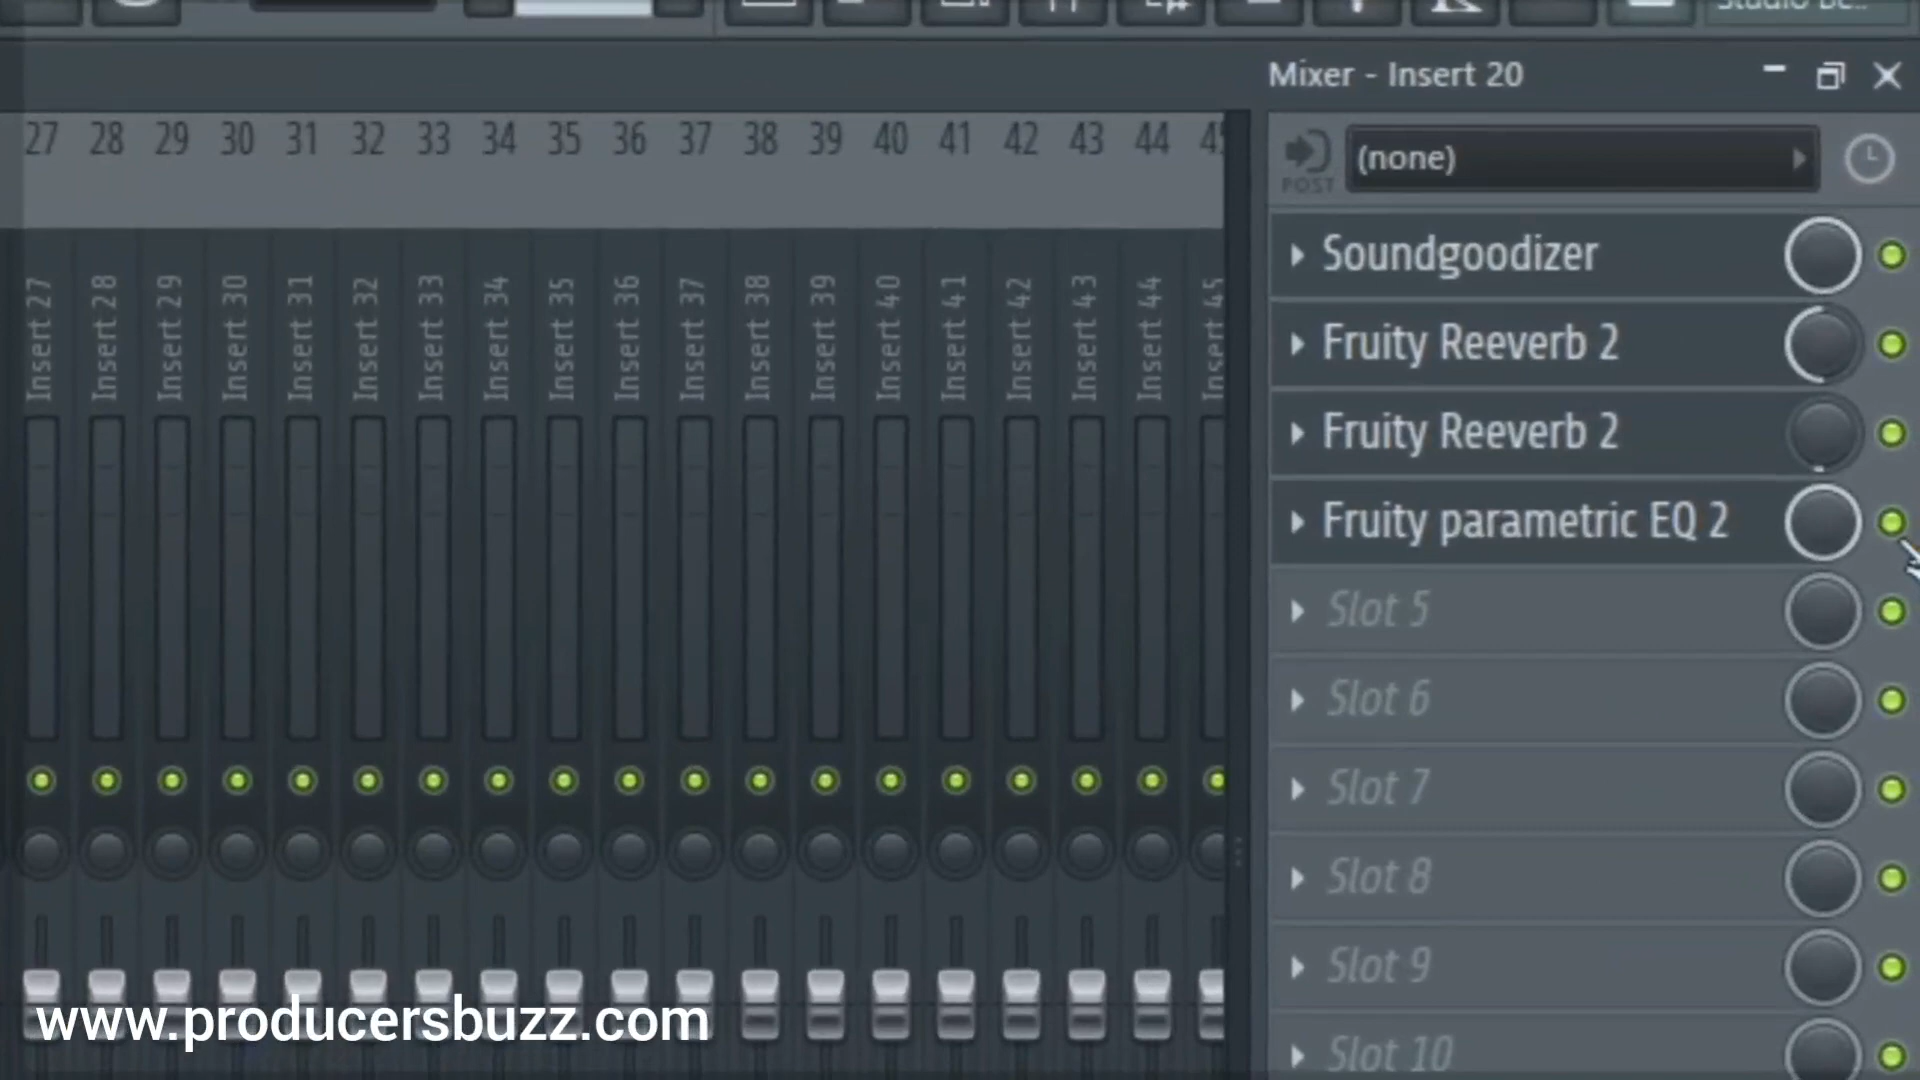 Mixer - Insert 20
27 28 29 30 31 32 33 34 35 36 37 38 39 40 41 42 43 44 45
POST
(none)
Insert 27
Insert 28
Insert 29
Insert 30
Insert 31
Insert 32
Insert 33
Insert 34
Insert 35
Insert 36
Insert 37
Insert 38
Insert 39
Insert 40
Insert 41
Insert 42
Insert 43
Insert 44
Insert 45
Soundgoodizer
Fruity Reeverb 2
Fruity Reeverb 2
Fruity parametric EQ 2
Slot 5
Slot 6
Slot 7
Slot 8
Slot 9
Slot 10
www.producersbuzz.com